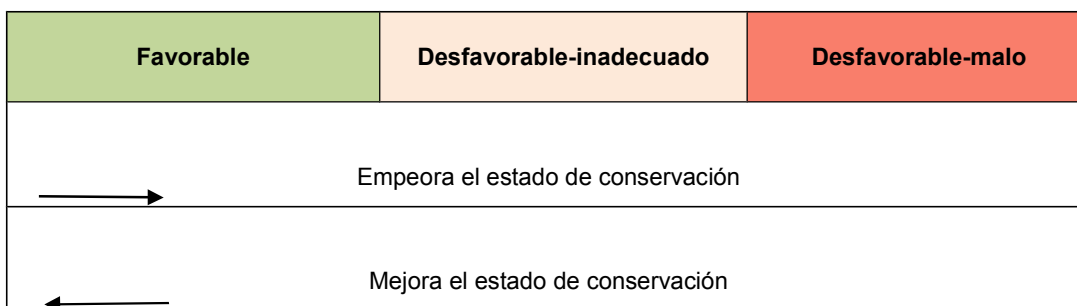 Favorable Desfavorable-inadecuado Desfavorable-malo
Empeora el estado de conservación
Mejora el estado de conservación